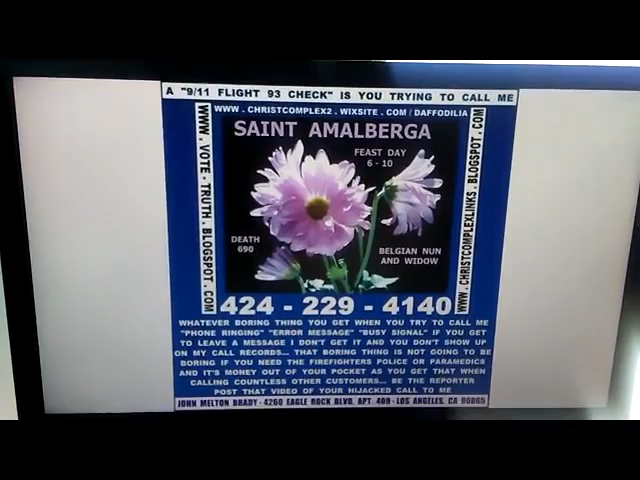 A "9/11 FLIGHT 93 CHECK" IS YOU TRYING TO CALL ME
WWW . CHRISTCOMPLEX2 . WIXSITE . COM / DAFFODILIA
WWW . VOTE - TRUTH . BLOGSPOT . COM
WWW . CHRISTCOMPLEXLINKS . BLOGSPOT . COM
SAINT AMALBERGA
FEAST DAY
6 - 10
DEATH
690
BELGIAN NUN
AND WIDOW
424 - 229 - 4140
WHATEVER BORING THING YOU GET WHEN YOU TRY TO CALL ME
"PHONE RINGING" "ERROR MESSAGE" "BUSY SIGNAL" IF YOU GET
TO LEAVE A MESSAGE I DON'T GET IT AND YOU DON'T SHOW UP
ON MY CALL RECORDS... THAT BORING THING IS NOT GOING TO BE
BORING IF YOU NEED THE FIREFIGHTERS POLICE OR PARAMEDICS
AND IT'S MONEY OUT OF YOUR POCKET AS YOU GET THAT WHEN
CALLING COUNTLESS OTHER CUSTOMERS... BE THE REPORTER
POST THAT VIDEO OF YOUR HIJACKED CALL TO ME
JOHN MELTON BRADY - 4260 EAGLE ROCK BLVD. APT. 409 - LOS ANGELES, CA 90065